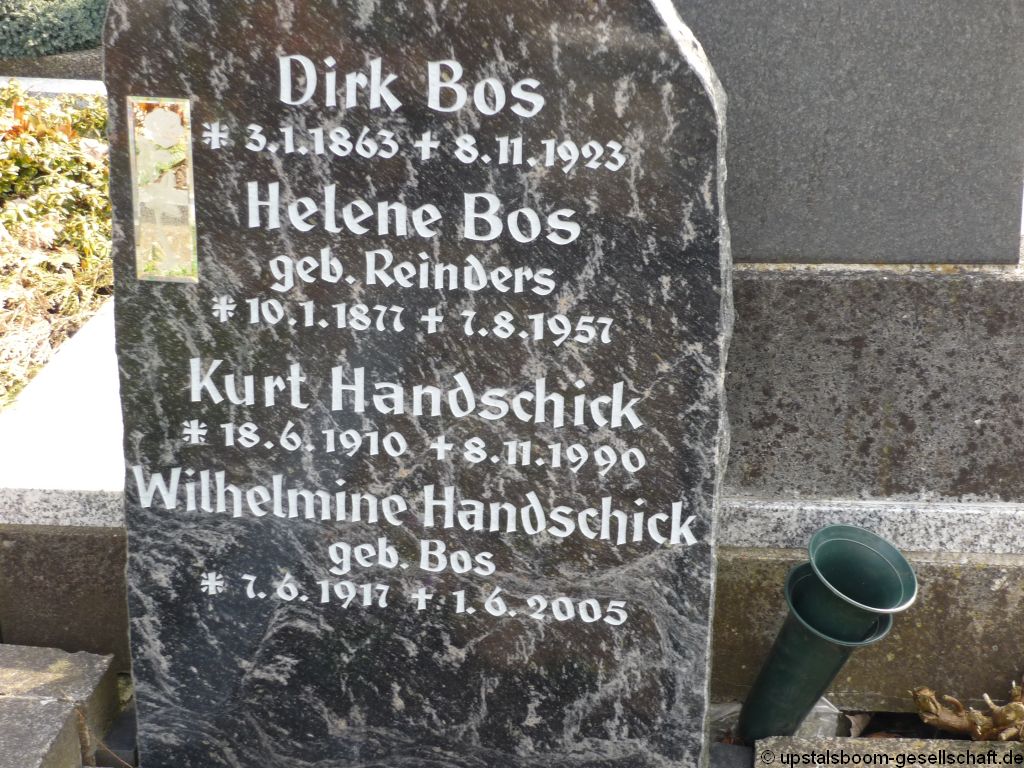 Dirk Bos
* 3.1.1863 + 8.11.1923
Helene Bos
geb. Reinders
* 10.1.1877 + 7.8.1957
Kurt Handschick
* 18.6.1910 + 8.11.1990
Wilhelmine Handschick
geb. Bos
* 7.6.1917 + 1.6.2005
© upstalsboom-gesellschaft.de